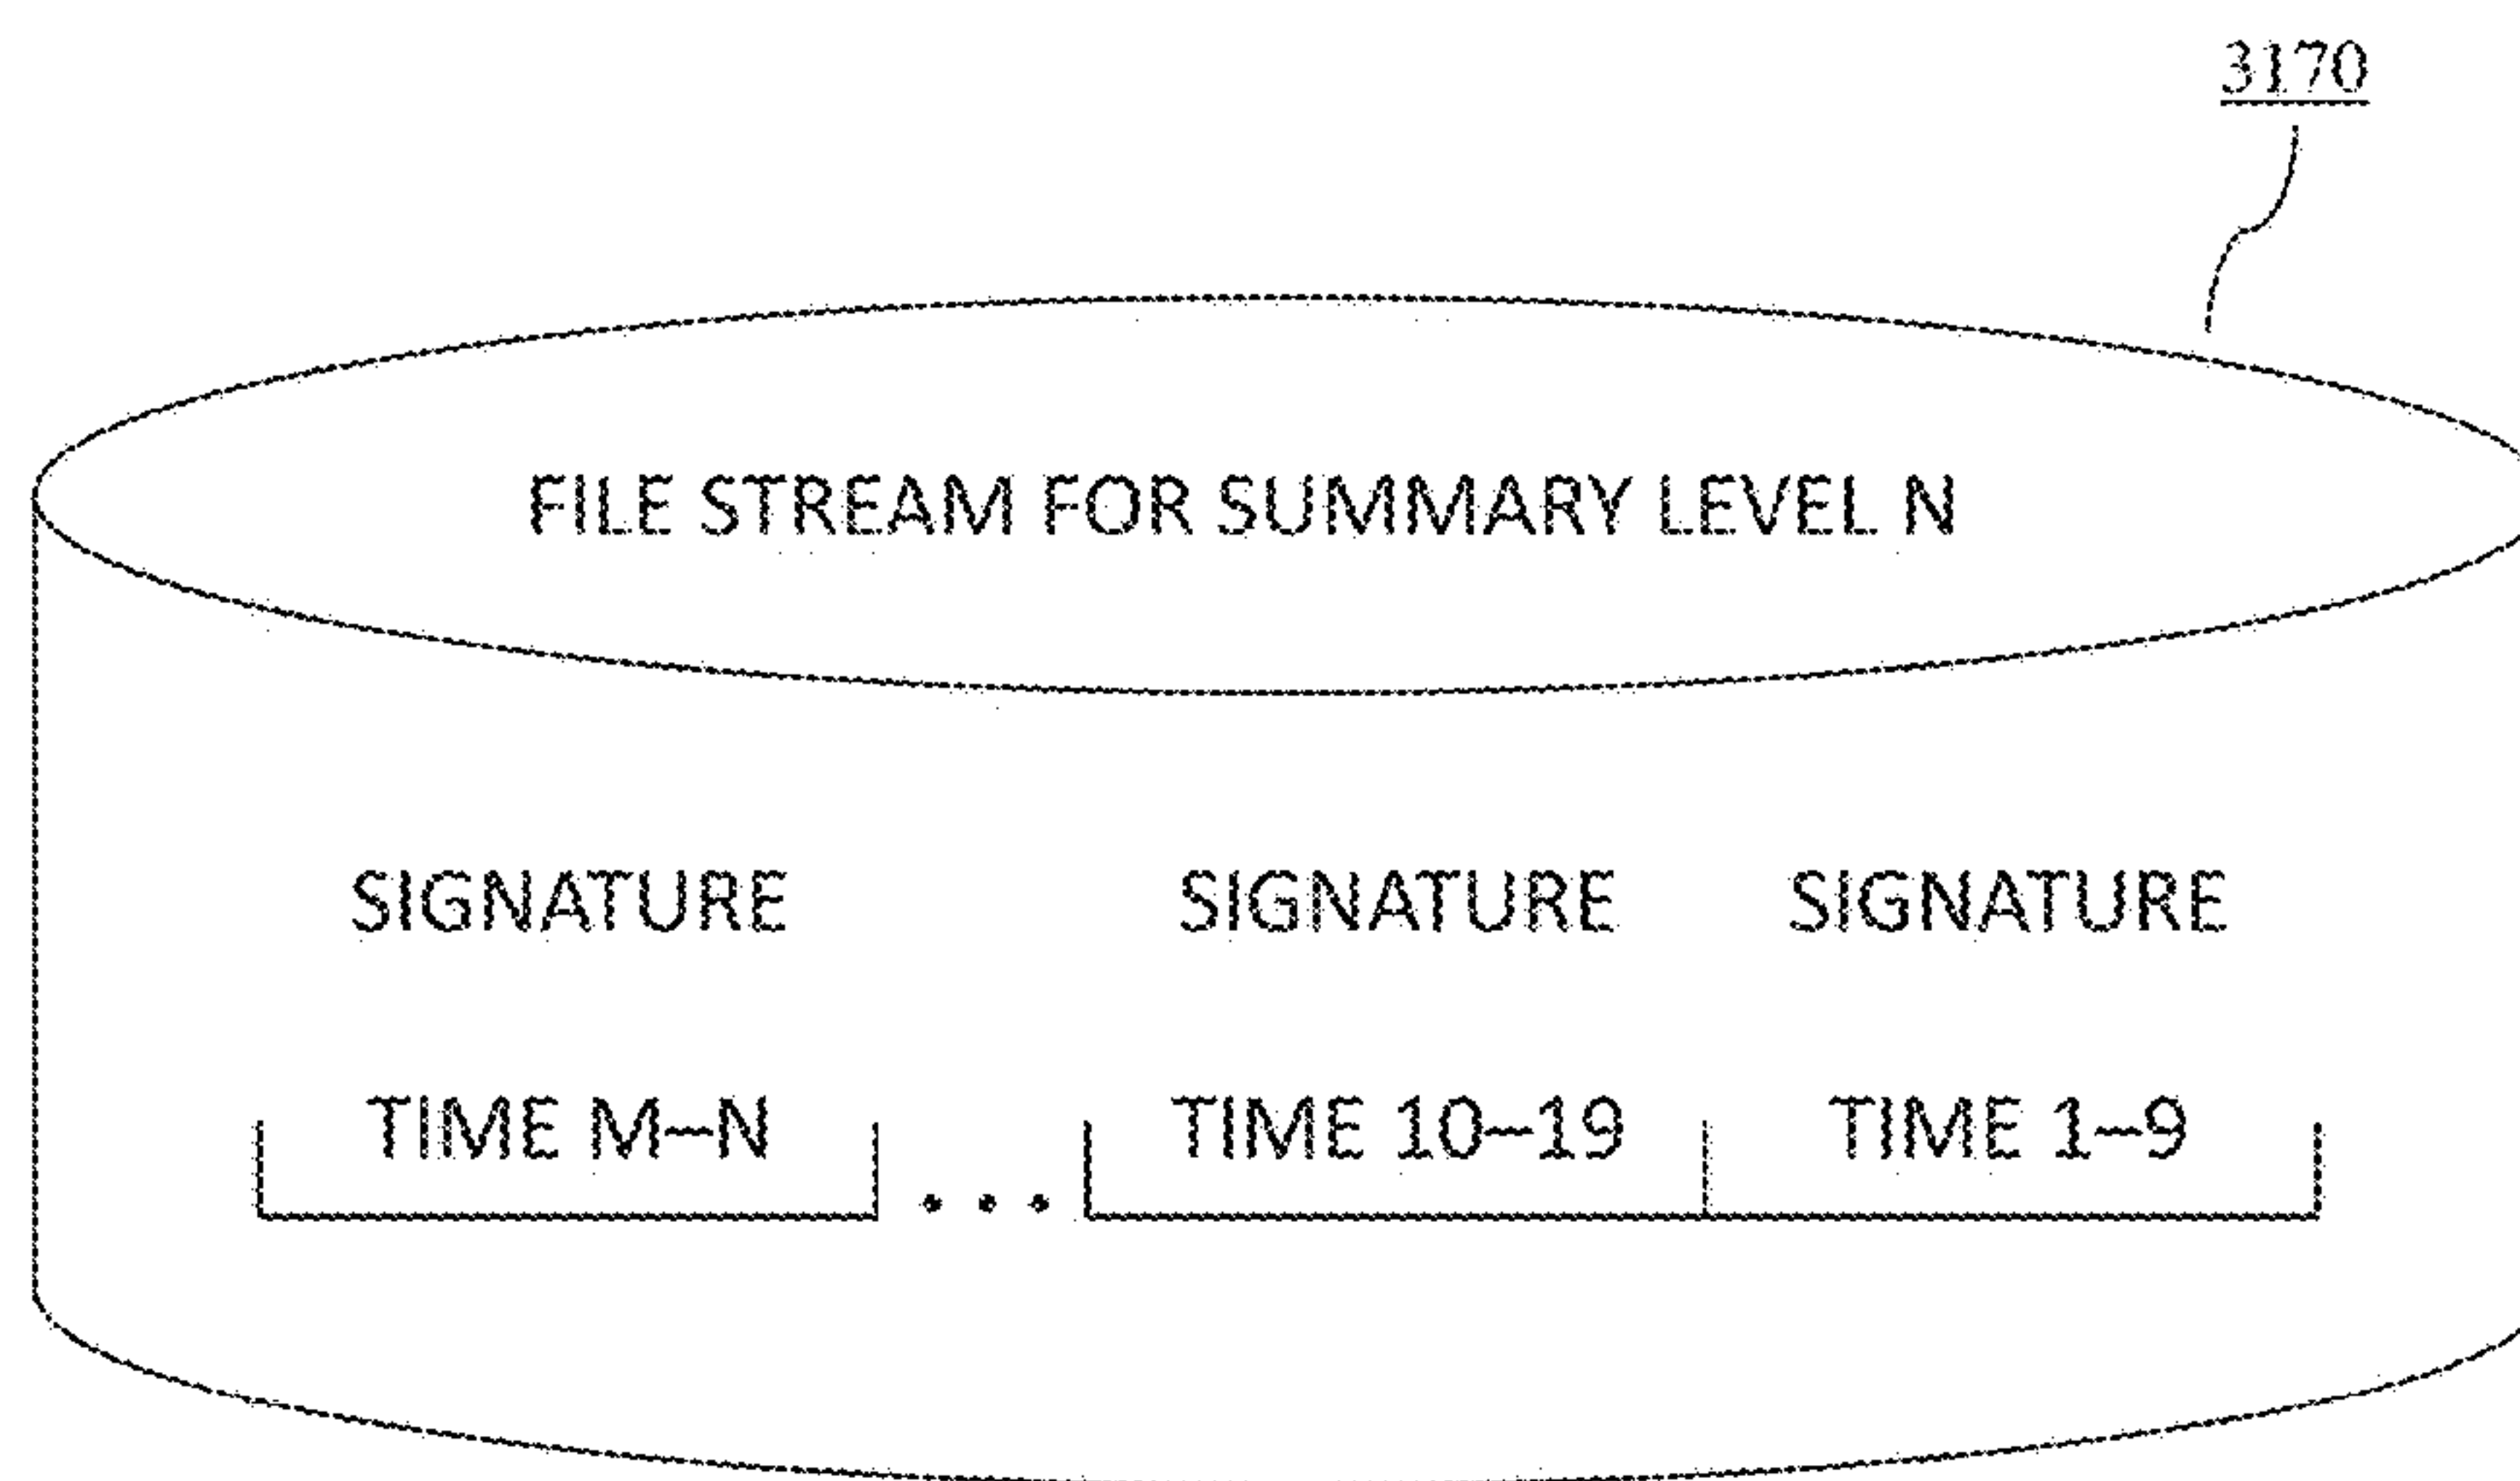 3170
FILE STREAM FOR SUMMARY LEVEL N
SIGNATURE SIGNATURE SIGNATURE
TIME M–N TIME 10–19 TIME 1–9